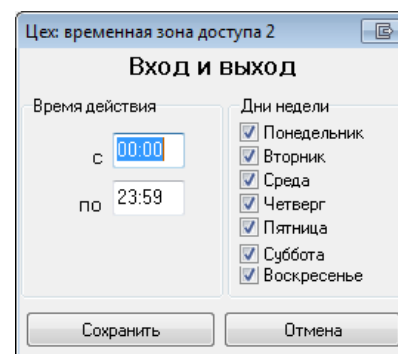 Цех: временная зона доступа 2
Вход и выход
Время действия
с 00:00
по 23:59
Дни недели
Понедельник
Вторник
Среда
Четверг
Пятница
Суббота
Воскресенье
Сохранить
Отмена